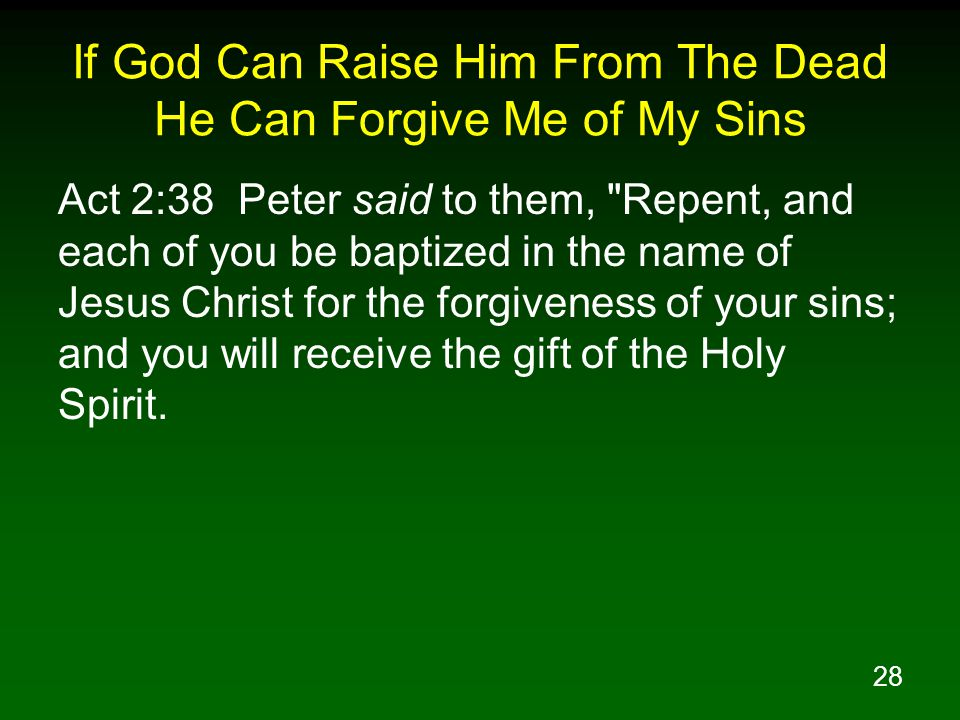 If God Can Raise Him From The Dead
He Can Forgive Me of My Sins
Act 2:38  Peter said to them, "Repent, and
each of you be baptized in the name of
Jesus Christ for the forgiveness of your sins;
and you will receive the gift of the Holy
Spirit.
28